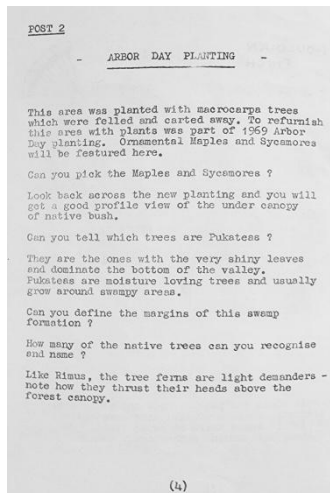 POST 2
- ARBOR DAY PLANTING -
This area was planted with macrocarpa trees
which were felled and carted away. To refurnish
this area with plants was part of 1969 Arbor
Day planting. Ornamental Maples and Sycamores
will be featured here.
Can you pick the Maples and Sycamores ?
Look back across the new planting and you will
get a good profile view of the under canopy
of native bush.
Can you tell which trees are Pukateas ?
They are the ones with the very shiny leaves
and dominate the bottom of the valley.
Pukateas are moisture loving trees and usually
grow around swampy areas.
Can you define the margins of this swamp
formation ?
How many of the native trees can you recognise
and name ?
Like Rimus, the tree ferns are light demanders -
note how they thrust their heads above the
forest canopy.
(4)